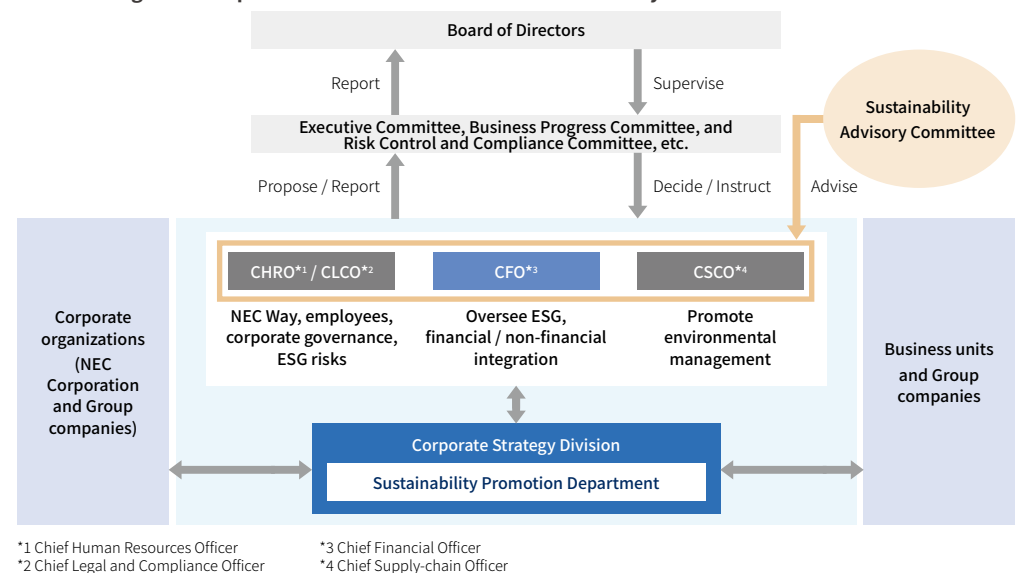 Board of Directors
Report
Supervise
Sustainability
Advisory Committee
Executive Committee, Business Progress Committee, and
Risk Control and Compliance Committee, etc.
Propose / Report
Decide / Instruct
Advise
CHRO*1 / CLCO*2
CFO*3
CSCO*4
NEC Way, employees,
corporate governance,
ESG risks
Oversee ESG,
financial / non-financial
integration
Promote
environmental
management
Corporate
organizations
(NEC
Corporation
and Group
companies)
Business units
and Group
companies
Corporate Strategy Division
Sustainability Promotion Department
*1 Chief Human Resources Officer
*2 Chief Legal and Compliance Officer
*3 Chief Financial Officer
*4 Chief Supply-chain Officer